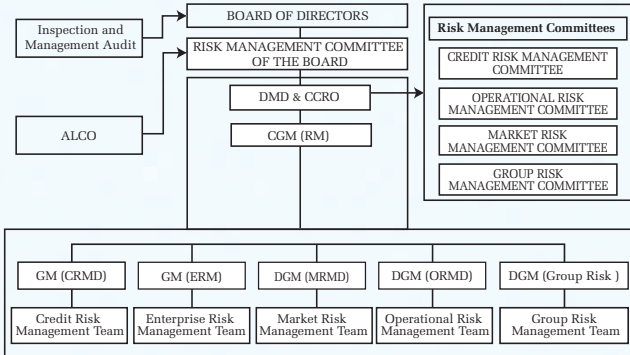 BOARD OF DIRECTORS
Inspection and
Management Audit
RISK MANAGEMENT COMMITTEE
OF THE BOARD
DMD & CCRO
ALCO
CGM (RM)
Risk Management Committees
CREDIT RISK MANAGEMENT
COMMITTEE
OPERATIONAL RISK
MANAGEMENT COMMITTEE
MARKET RISK
MANAGEMENT COMMITTEE
GROUP RISK
MANAGEMENT COMMITTEE
GM (CRMD)
GM (ERM)
DGM (MRMD)
DGM (ORMD)
DGM (Group Risk )
Credit Risk
Management Team
Enterprise Risk
Management Team
Market Risk
Management Team
Operational Risk
Management Team
Group Risk
Management Team